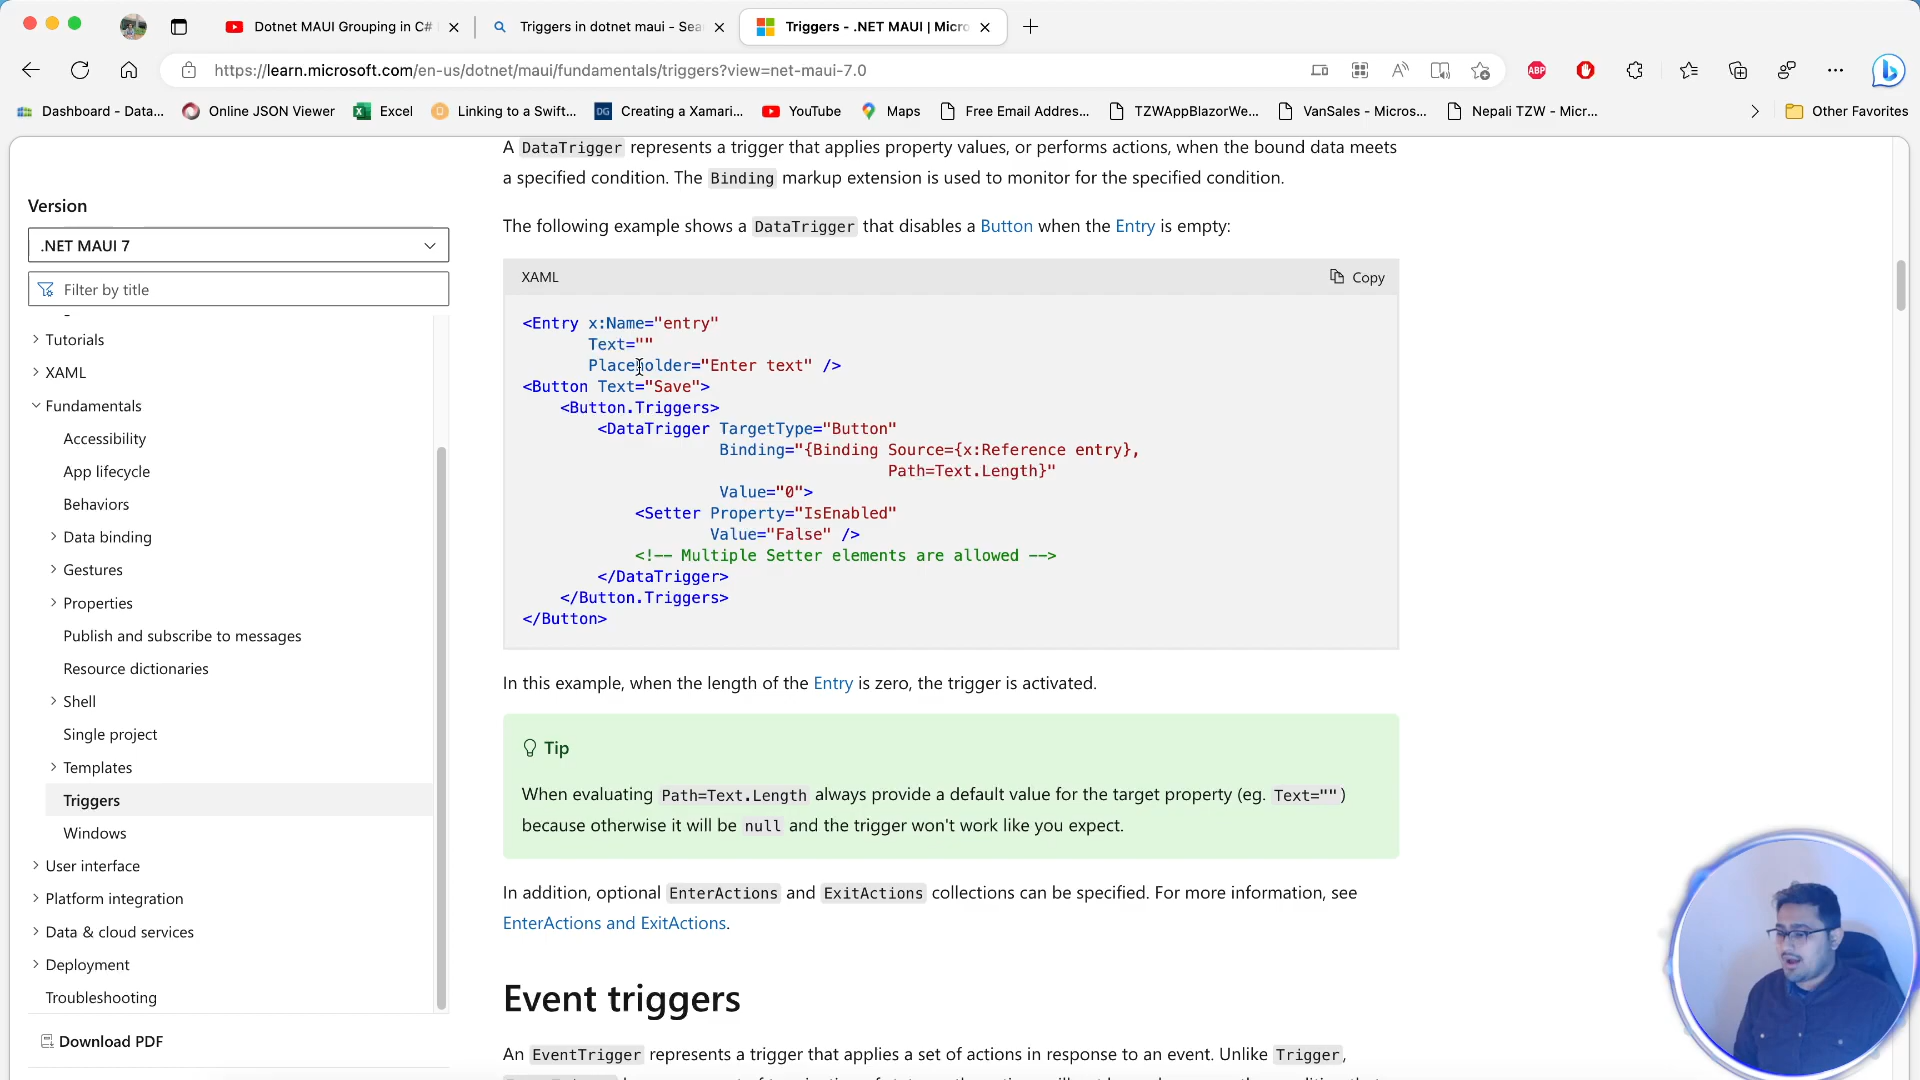 Dotnet MAUI Grouping in C#
Triggers in dotnet maui - Sea
Triggers - .NET MAUI | Micro
https://learn.microsoft.com/en-us/dotnet/maui/fundamentals/triggers?view=net-maui-7.0
ABP
Dashboard - Data...
Online JSON Viewer
Excel
Linking to a Swift...
DG
Creating a Xamari...
YouTube
Maps
Free Email Addres...
TZWAppBlazorWe...
VanSales - Micros...
Nepali TZW - Micr...
Other Favorites
Version
.NET MAUI 7
Filter by title
Tutorials
XAML
Fundamentals
Accessibility
App lifecycle
Behaviors
Data binding
Gestures
Properties
Publish and subscribe to messages
Resource dictionaries
Shell
Single project
Templates
Triggers
Windows
User interface
Platform integration
Data & cloud services
Deployment
Troubleshooting
Download PDF
A DataTrigger represents a trigger that applies property values, or performs actions, when the bound data meets
a specified condition. The Binding markup extension is used to monitor for the specified condition.
The following example shows a DataTrigger that disables a Button when the Entry is empty:
XAML
Copy
<Entry x:Name="entry"
Text=""
Placeholder="Enter text" />
<Button Text="Save">
<Button.Triggers>
<DataTrigger TargetType="Button"
Binding="{Binding Source={x:Reference entry},
Path=Text.Length}"
Value="0">
<Setter Property="IsEnabled"
Value="False" />
<!-- Multiple Setter elements are allowed -->
</DataTrigger>
</Button.Triggers>
</Button>
In this example, when the length of the Entry is zero, the trigger is activated.
Tip
When evaluating Path=Text.Length always provide a default value for the target property (eg. Text="")
because otherwise it will be null and the trigger won't work like you expect.
In addition, optional EnterActions and ExitActions collections can be specified. For more information, see
EnterActions and ExitActions.
Event triggers
An EventTrigger represents a trigger that applies a set of actions in response to an event. Unlike Trigger,